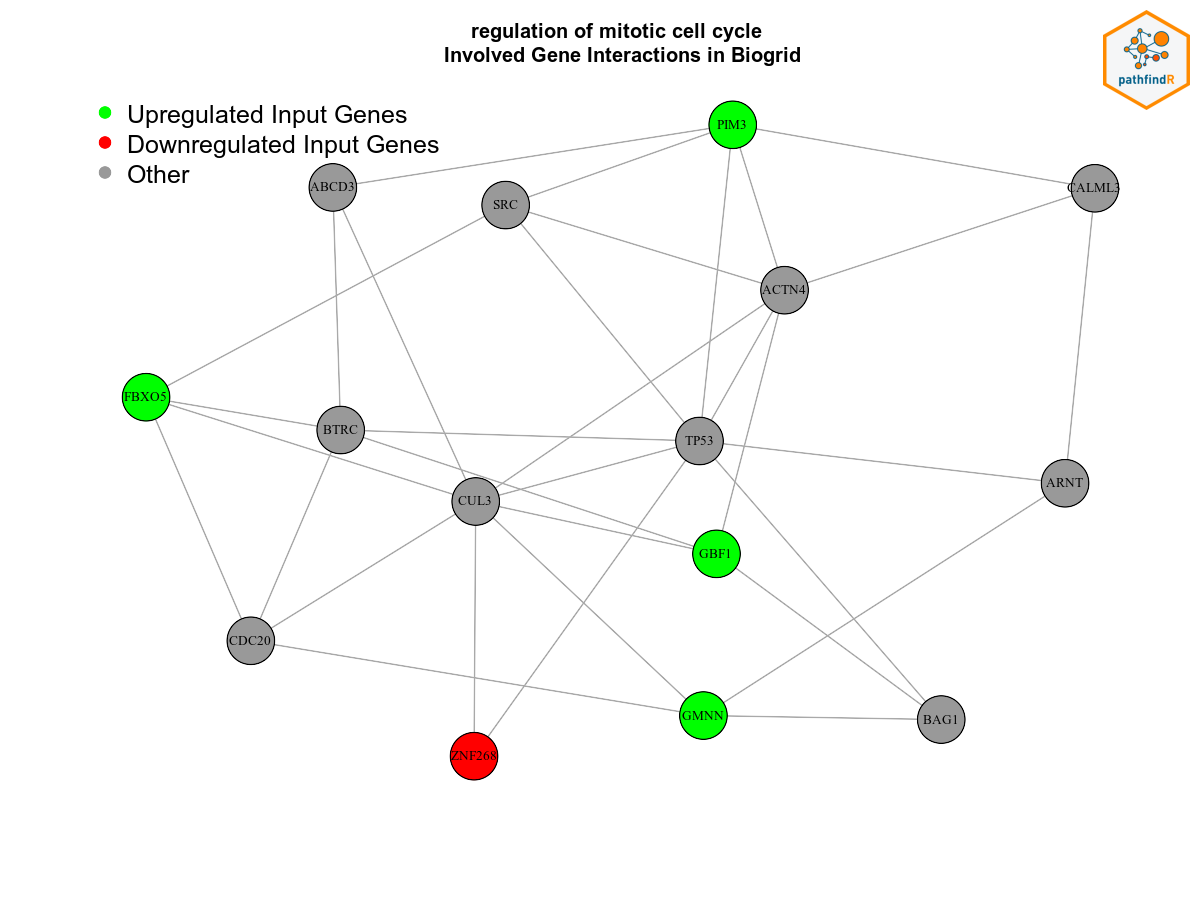 regulation of mitotic cell cycle
Involved Gene Interactions in Biogrid
pathfindR
Upregulated Input Genes
Downregulated Input Genes
Other
PIM3
ABCD3
SRC
CALML3
ACTN4
FBXO5
BTRC
TP53
CUL3
ARNT
GBF1
CDC20
GMNN
BAG1
ZNF268